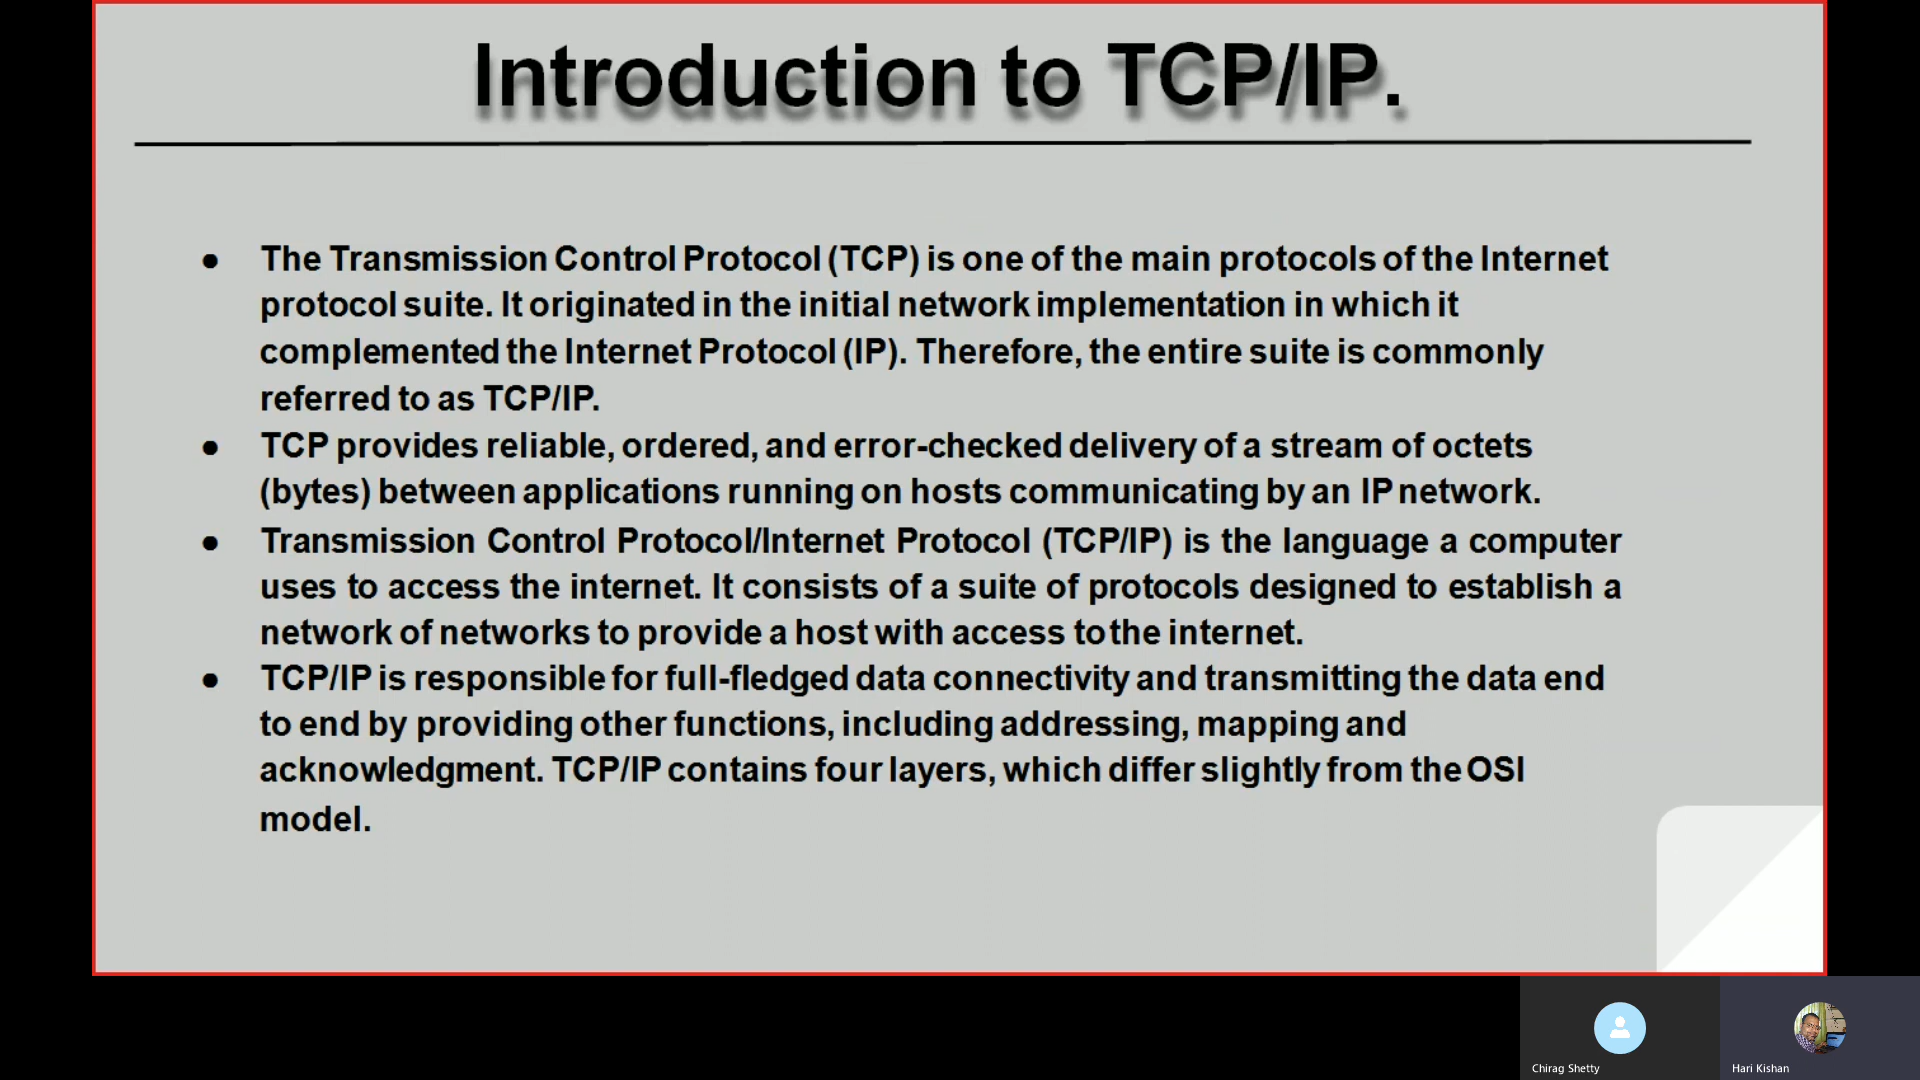 Introduction to TCP/IP.
● The Transmission Control Protocol (TCP) is one of the main protocols of the Internet
protocol suite. It originated in the initial network implementation in which it
complemented the Internet Protocol (IP). Therefore, the entire suite is commonly
referred to as TCP/IP.
● TCP provides reliable, ordered, and error-checked delivery of a stream of octets
(bytes) between applications running on hosts communicating by an IP network.
● Transmission Control Protocol/Internet Protocol (TCP/IP) is the language a computer
uses to access the internet. It consists of a suite of protocols designed to establish a
network of networks to provide a host with access to the internet.
● TCP/IP is responsible for full-fledged data connectivity and transmitting the data end
to end by providing other functions, including addressing, mapping and
acknowledgment. TCP/IP contains four layers, which differ slightly from the OSI
model.
Chirag Shetty
Hari Kishan